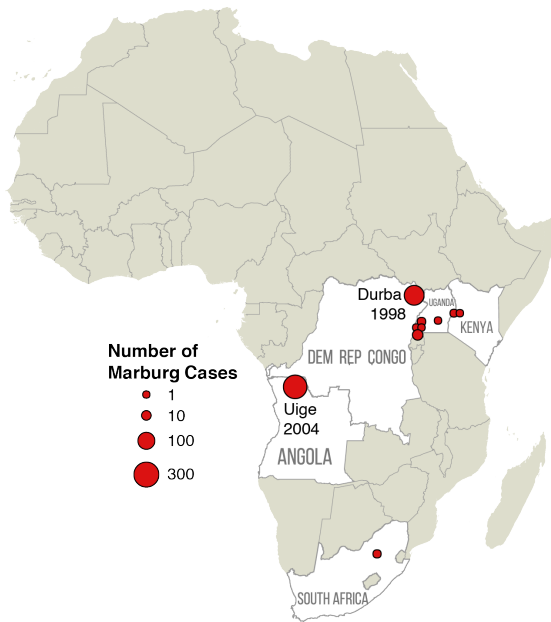 Durba
1998
UGANDA
KENYA
Number of
Marburg Cases
1
10
100
300
DEM REP CONGO
Uige
2004
ANGOLA
SOUTH AFRICA